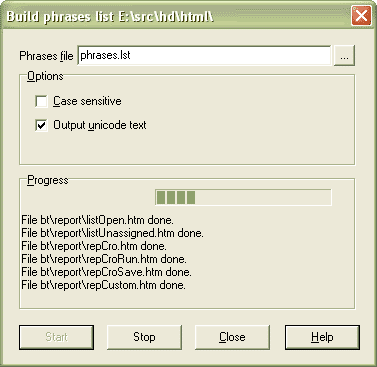 Build phrases list E:\src\hd\html\
Phrases file phrases.lst ...
Options
Case sensitive
Output unicode text
Progress
File bt\report\listOpen.htm done.
File bt\report\listUnassigned.htm done.
File bt\report\repCro.htm done.
File bt\report\repCroRun.htm done.
File bt\report\repCroSave.htm done.
File bt\report\repCustom.htm done.
Start Stop Close Help